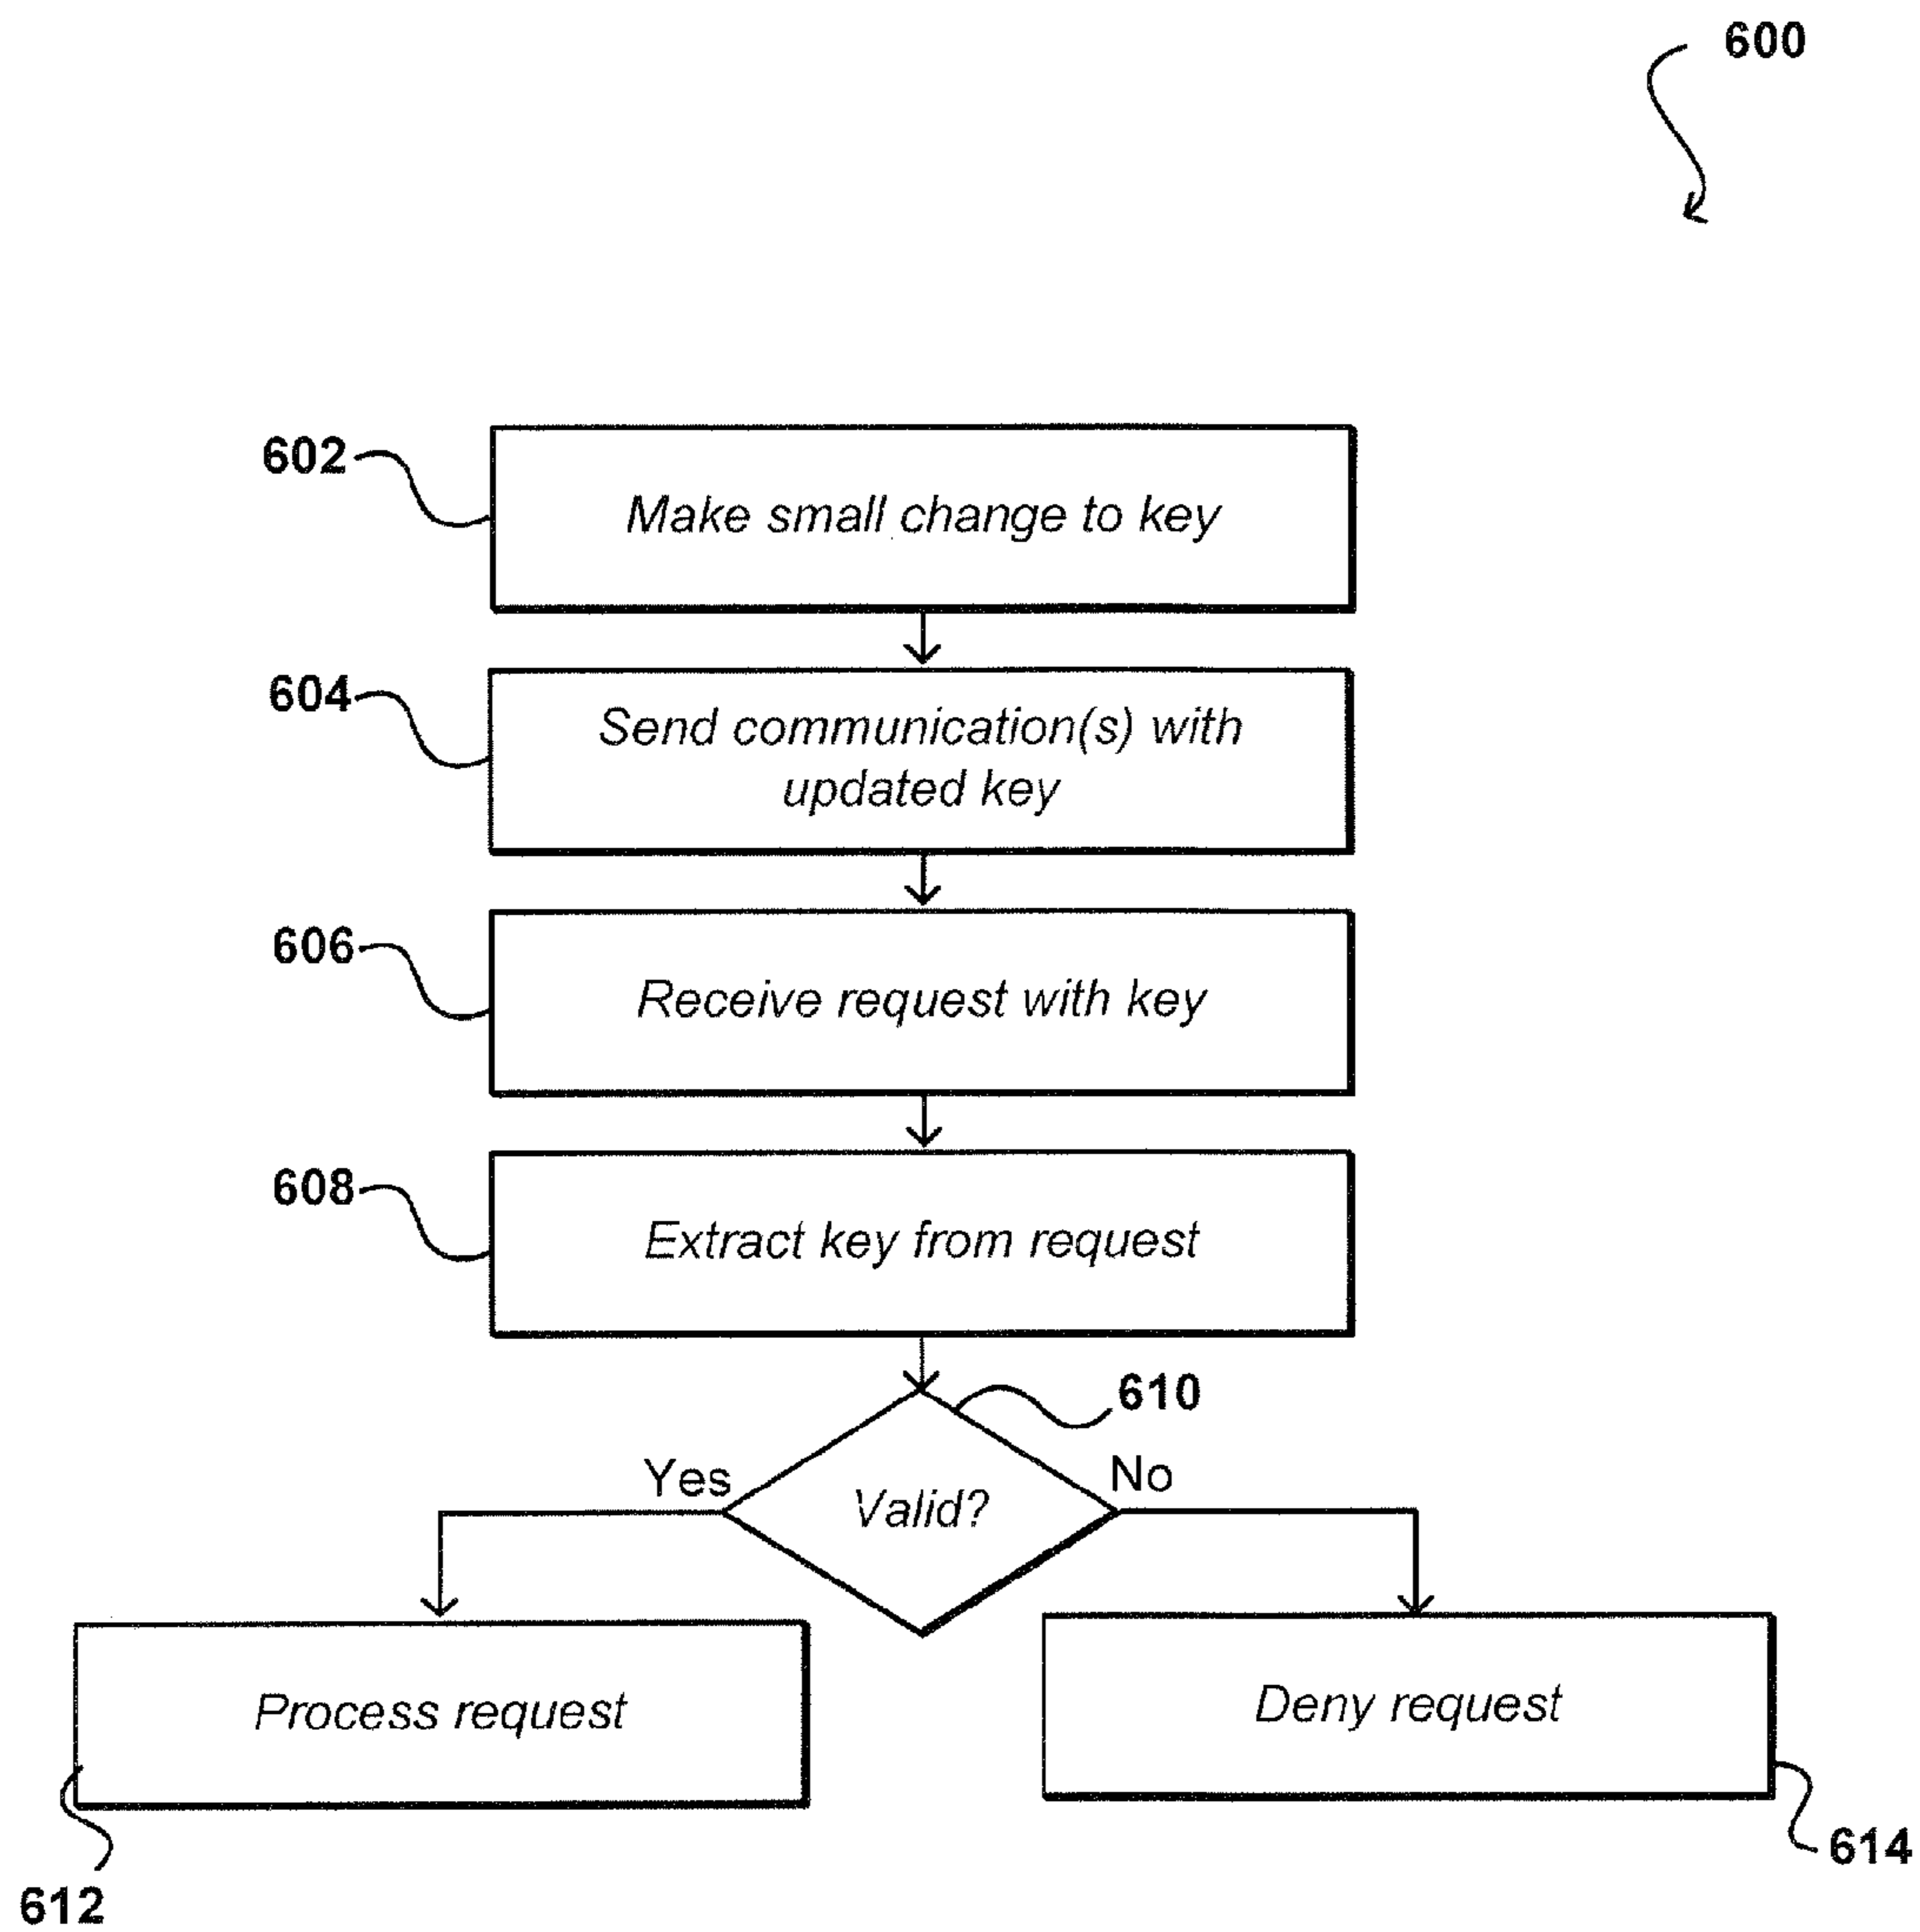 600
602
Make small change to key
604
Send communication(s) with
updated key
606
Receive request with key
608
Extract key from request
610
Yes
No
Valid?
Process request
Deny request
614
612